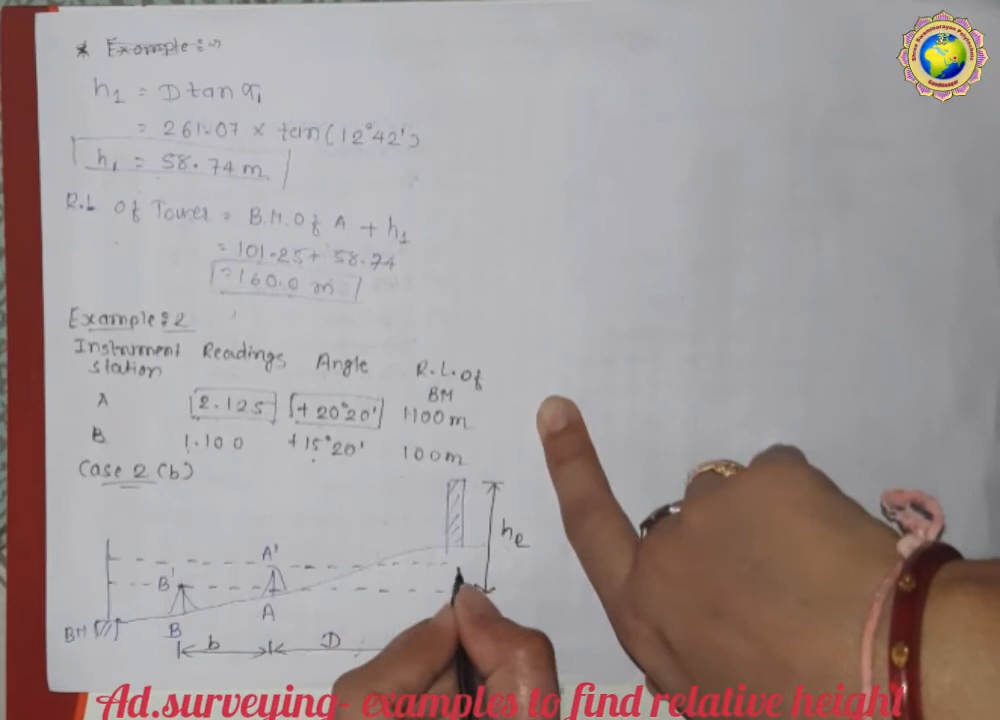 * Example:-
h1 = D tan α1
= 261.07 × tan(12°42')
h1 = 58.74 m
R.L of Tower = B.M. of A + h1
= 101.25 + 58.74
= 160.0 m
Example: 2
Instrument station Readings Angle R.L. of BM
A 2.125 +20°20' 100m
B 1.100 +15°20' 100m
Case 2 (b)
A'
B'
he
BM B A
b D
Ad.surveying- examples to find relative height